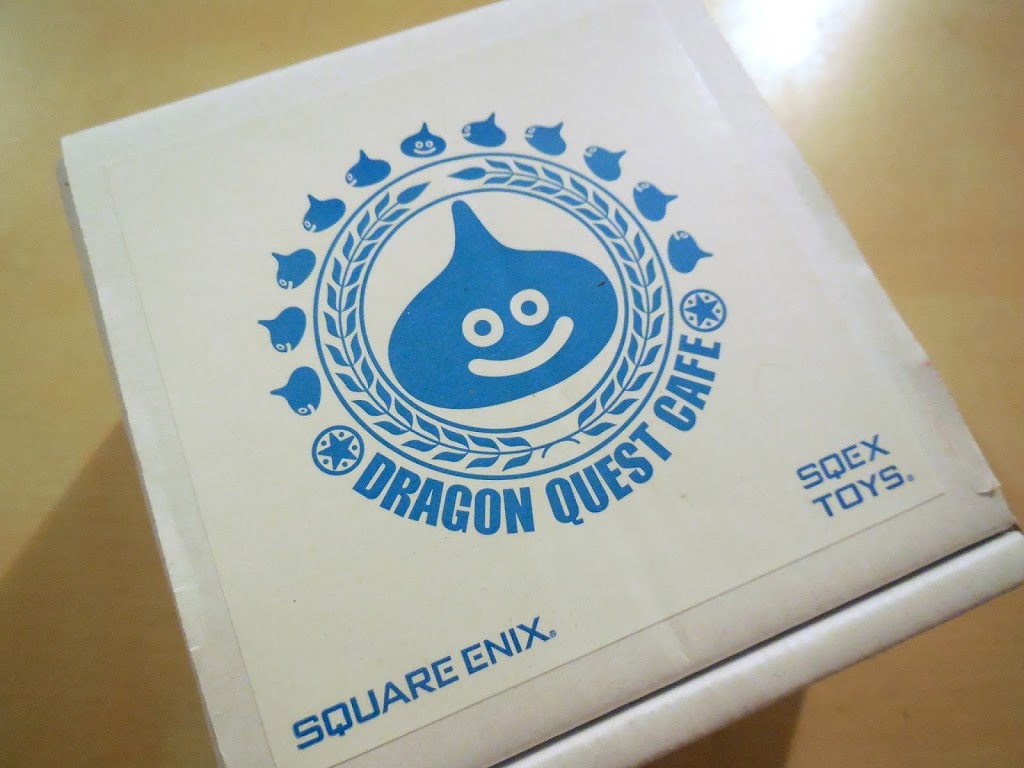 DRAGON QUEST CAFE
SQEX
TOYS®
SQUARE ENIX®